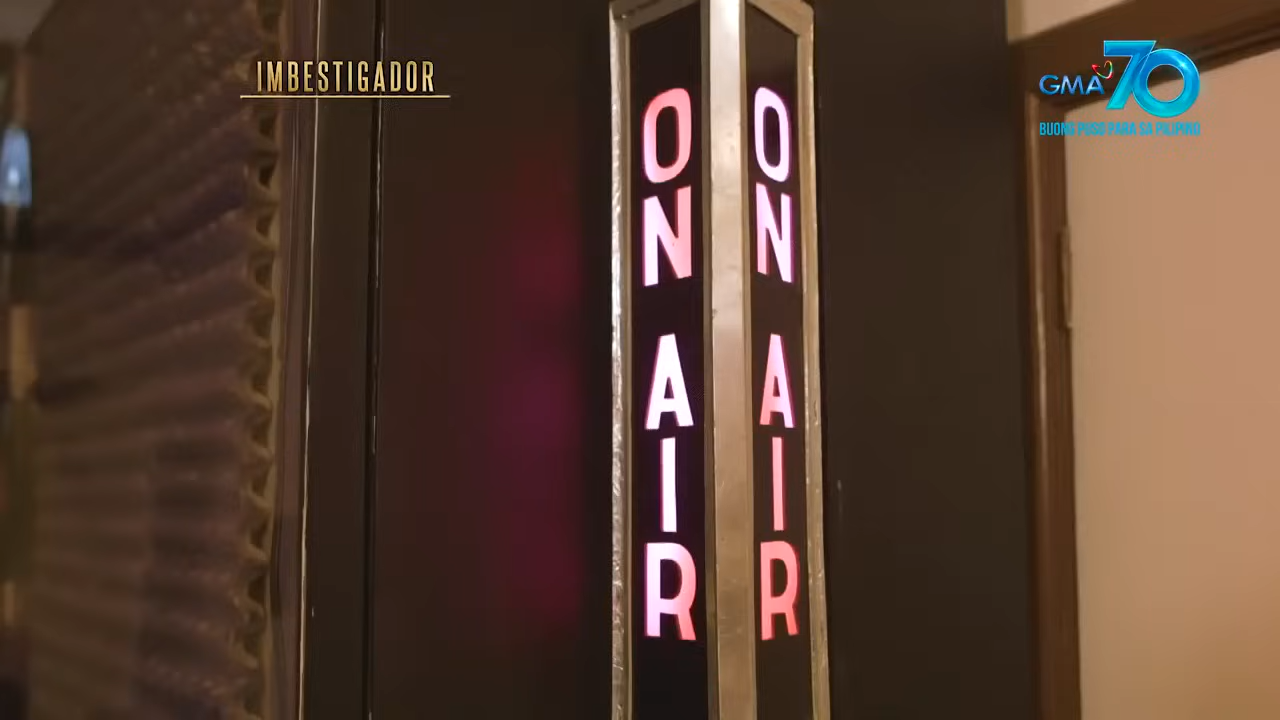 IMBESTIGADOR
GMA 70
BUONG PUSO PARA SA PILIPINO
ON AIR
ON AIR